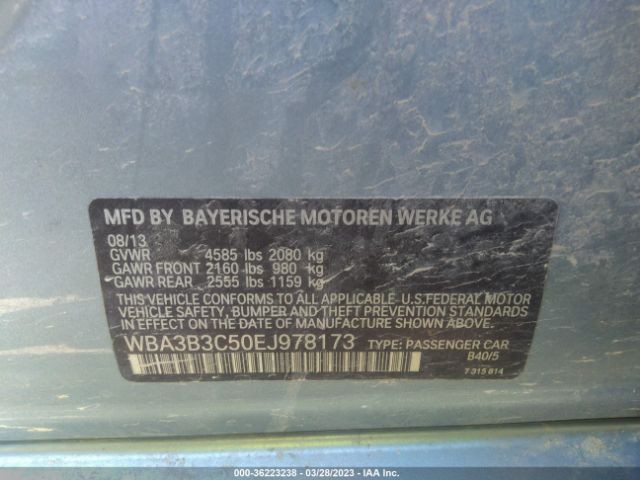 MFD BY BAYERISCHE MOTOREN WERKE AG
08/13
GVWR 4585 lbs 2080 kg
GAWR FRONT 2160 lbs 980 kg
GAWR REAR 2555 lbs 1159 kg
THIS VEHICLE CONFORMS TO ALL APPLICABLE U.S.FEDERAL MOTOR
VEHICLE SAFETY, BUMPER AND THEFT PREVENTION STANDARDS
IN EFFECT ON THE DATE OF MANUFACTURE SHOWN ABOVE.
WBA3B3C50EJ978173 TYPE: PASSENGER CAR
B40/5
7 315 814
000-36223238 - 03/28/2023 - IAA Inc.